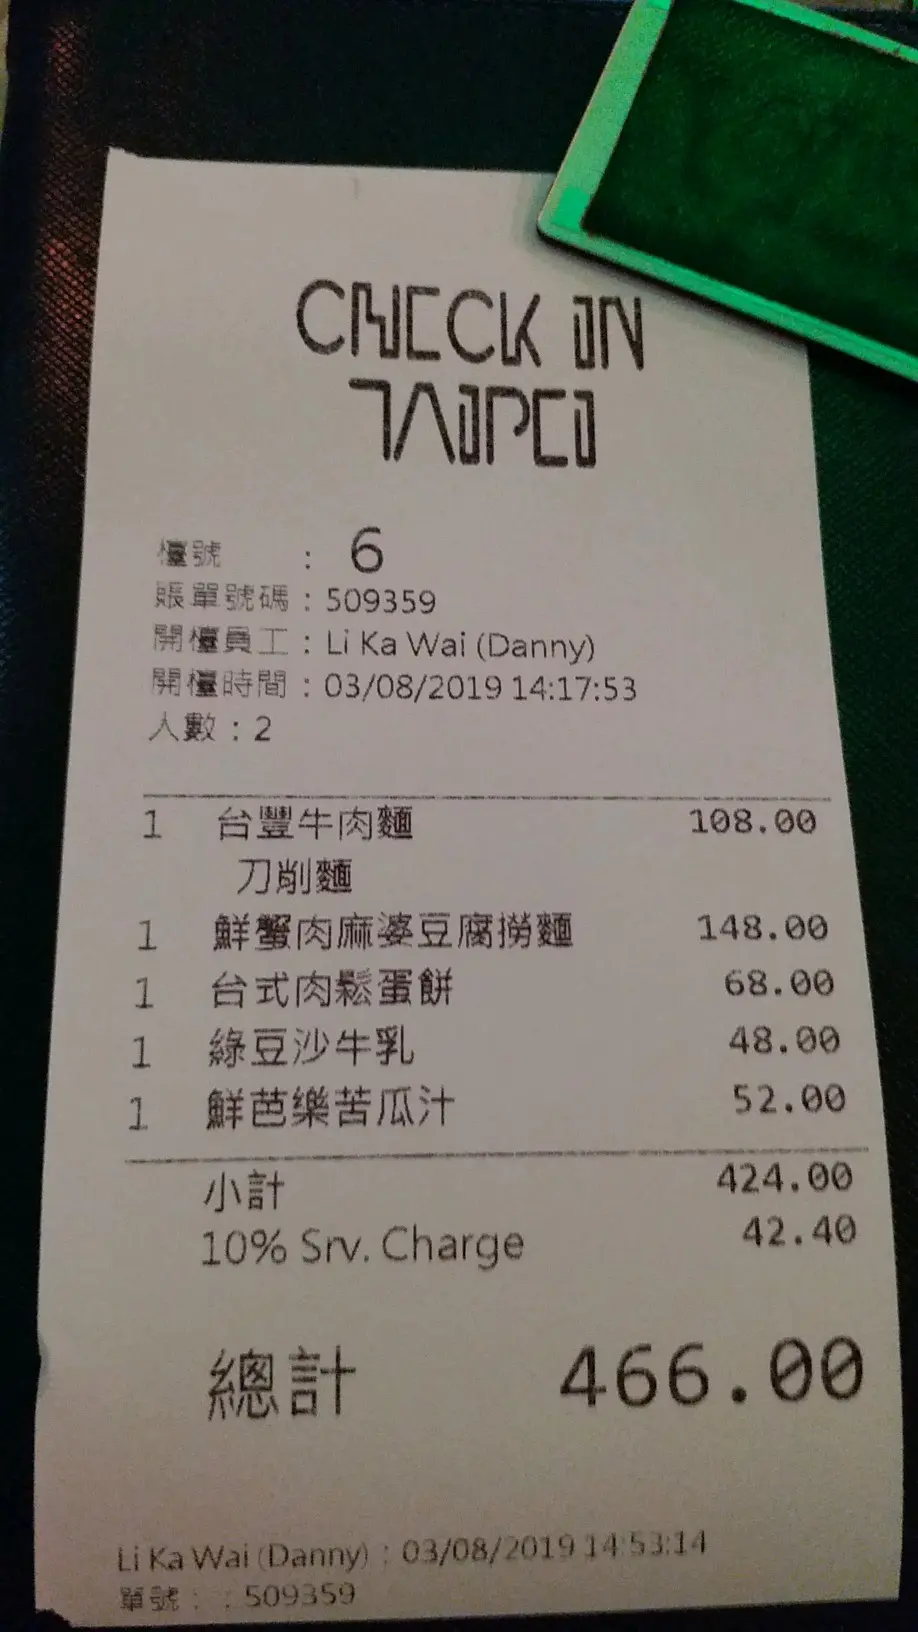 CHECK IN
TAIPEI
檯號 : 6
賬單號碼 : 509359
開檯員工 : Li Ka Wai (Danny)
開檯時間 : 03/08/2019 14:17:53
人數 : 2
1 台豐牛肉麵 108.00
刀削麵
1 鮮蟹肉麻婆豆腐撈麵 148.00
1 台式肉鬆蛋餅 68.00
1 綠豆沙牛乳 48.00
1 鮮芭樂苦瓜汁 52.00
小計 424.00
10% Srv. Charge 42.40
總計 466.00
Li Ka Wai (Danny) : 03/08/2019 14:53:14
單號 : : 509359